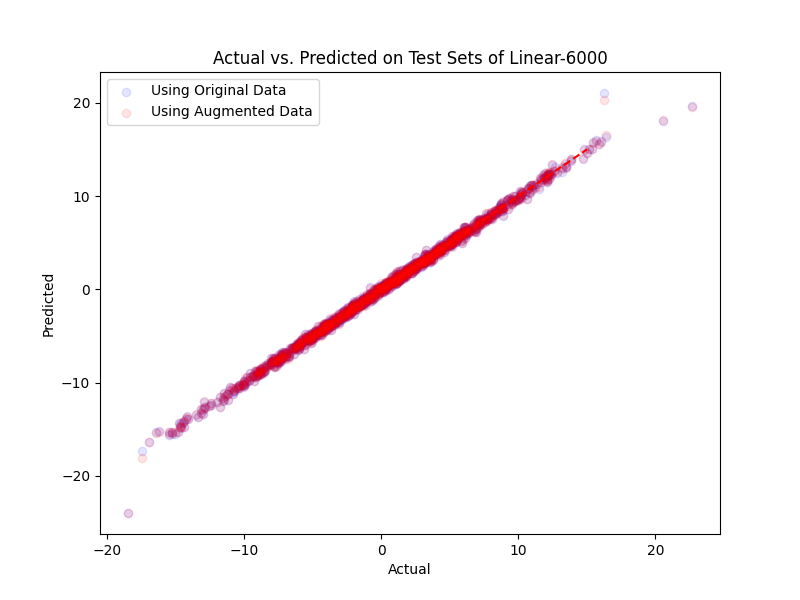 Actual vs. Predicted on Test Sets of Linear-6000
Using Original Data
Using Augmented Data
20
10
0
−10
−20
Predicted
−20 −10 0 10 20
Actual